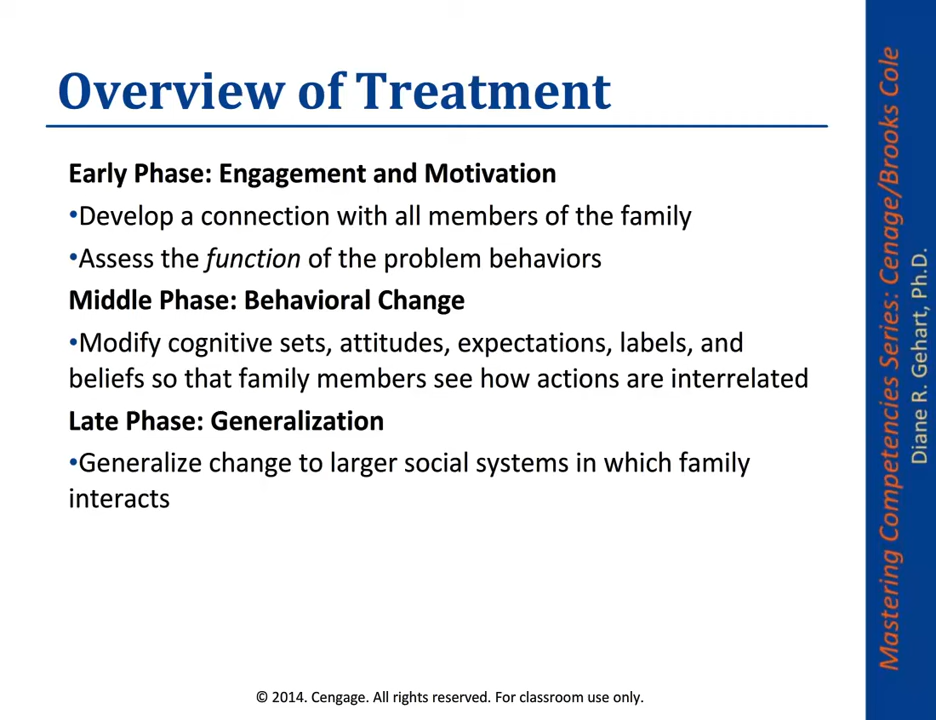 Overview of Treatment
Early Phase: Engagement and Motivation
•Develop a connection with all members of the family
•Assess the function of the problem behaviors
Middle Phase: Behavioral Change
•Modify cognitive sets, attitudes, expectations, labels, and
beliefs so that family members see how actions are interrelated
Late Phase: Generalization
•Generalize change to larger social systems in which family
interacts
© 2014. Cengage. All rights reserved. For classroom use only.
Mastering Competencies Series: Cenage/Brooks Cole
Diane R. Gehart, Ph.D.